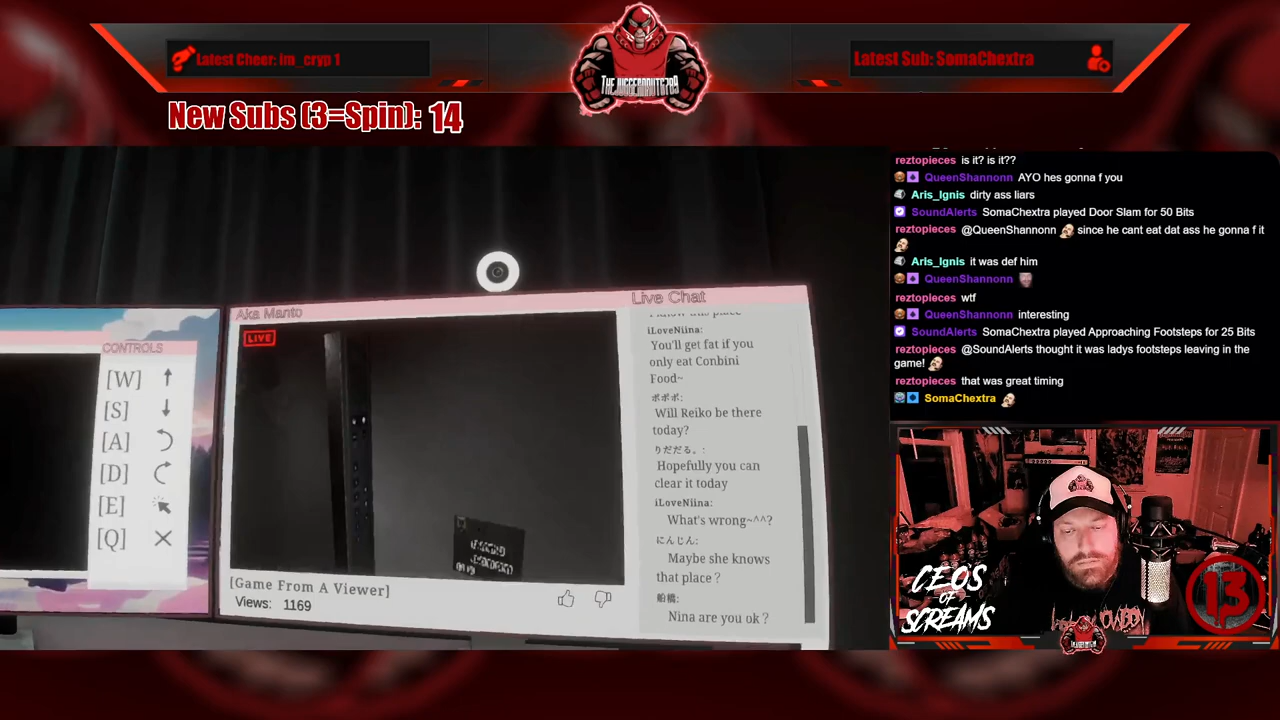 Latest Cheer: Im_cryp 1
THEJUGGERNAUT6789
Latest Sub: SomaChextra
New Subs (3=Spin): 14
reztopieces is it? is it??
QueenShannonn AYO hes gonna f you
Aris_Ignis dirty ass liars
SoundAlerts SomaChextra played Door Slam for 50 Bits
reztopieces @QueenShannonn since he cant eat dat ass he gonna f it
Aris_Ignis it was def him
QueenShannonn
reztopieces wtf
QueenShannonn interesting
SoundAlerts SomaChextra played Approaching Footsteps for 25 Bits
reztopieces @SoundAlerts thought it was ladys footsteps leaving in the
game!
reztopieces that was great timing
SomaChextra
CONTROLS
[W]
[S]
[A]
[D]
[E]
[Q]
Aka Manto
LIVE
[Game From A Viewer]
Views: 1169
Live Chat
iLoveNiina:
You'll get fat if you
only eat Conbini
Food~
ポポポ:
Will Reiko be there
today?
りだだる。:
Hopefully you can
clear it today
iLoveNiina:
What's wrong~^^?
にんじん:
Maybe she knows
that place？
船橋:
Nina are you ok？
CEOS
OF
SCREAMS
13